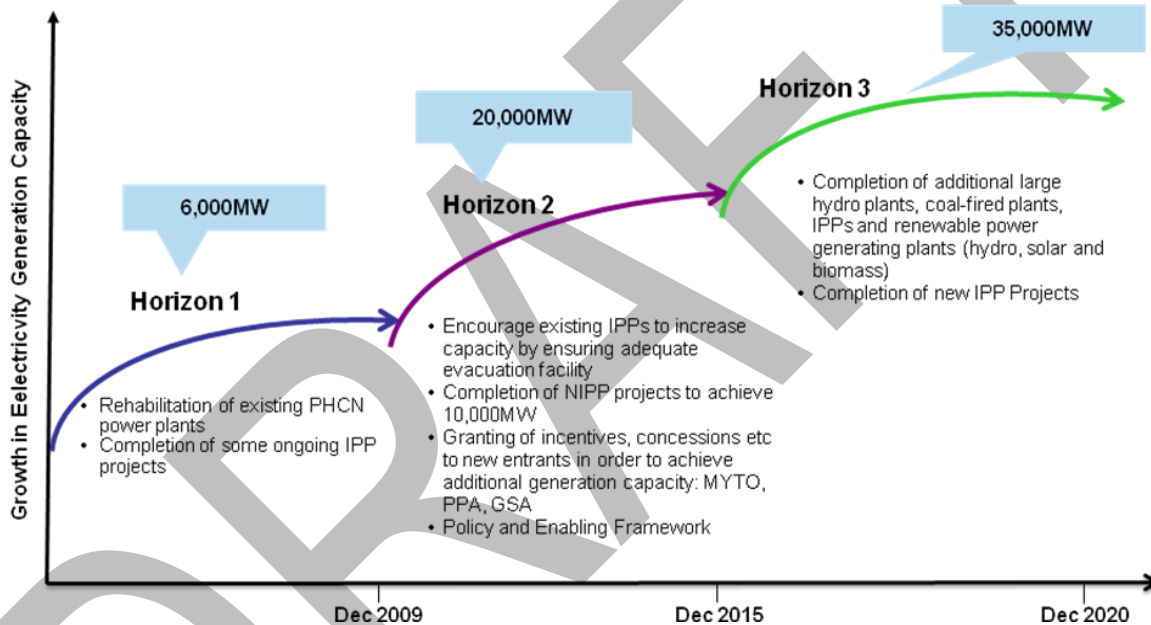 35,000MW
Horizon 3
20,000MW
Horizon 2
6,000MW
Horizon 1
Growth in Eelectricvity Generation Capacity
• Rehabilitation of existing PHCN
power plants
• Completion of some ongoing IPP
projects
• Encourage existing IPPs to increase
capacity by ensuring adequate
evacuation facility
• Completion of NIPP projects to achieve
10,000MW
• Granting of incentives, concessions etc
to new entrants in order to achieve
additional generation capacity: MYTO,
PPA, GSA
• Policy and Enabling Framework
• Completion of additional large
hydro plants, coal-fired plants,
IPPs and renewable power
generating plants (hydro, solar and
biomass)
• Completion of new IPP Projects
Dec 2009
Dec 2015
Dec 2020
DRAFT